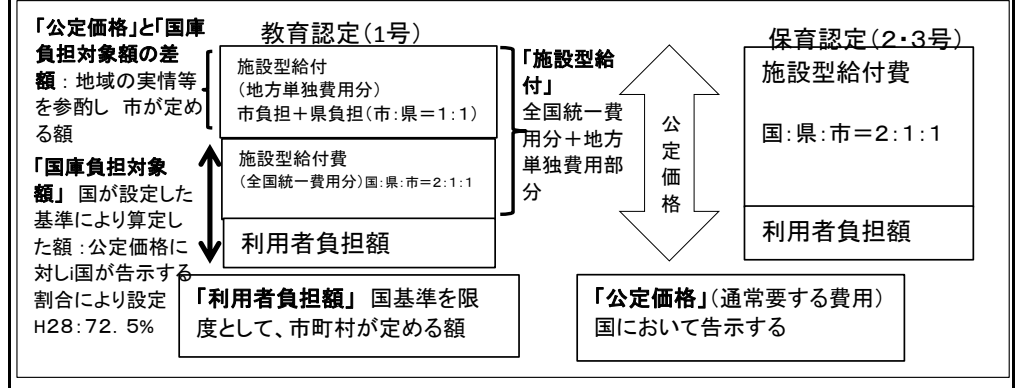 「公定価格」と「国庫
負担対象額の差
額：地域の実情等
を参酌し　市が定め
る額
「国庫負担対象
額」　国が設定した
基準により算定し
た額：公定価格に
対しi国が告示する
割合により設定
H28：72．5％
教育認定(1号)
施設型給付
(地方単独費用分)
市負担＋県負担(市：県＝1：1)
施設型給付費
(全国統一費用分)国：県：市＝2：1：1
利用者負担額
「施設型給
付」
全国統一費
用分＋地方
単独費用部
分
公
定
価
格
保育認定(2・3号)
施設型給付費
国：県：市＝2：1：1
利用者負担額
「利用者負担額」　国基準を限
度として、市町村が定める額
「公定価格」(通常要する費用)
国において告示する